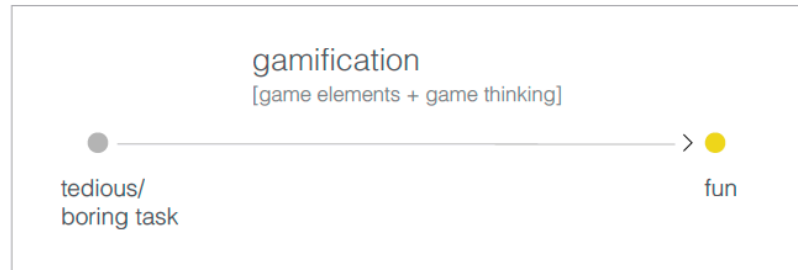 gamification
[game elements + game thinking]
tedious/
boring task
fun